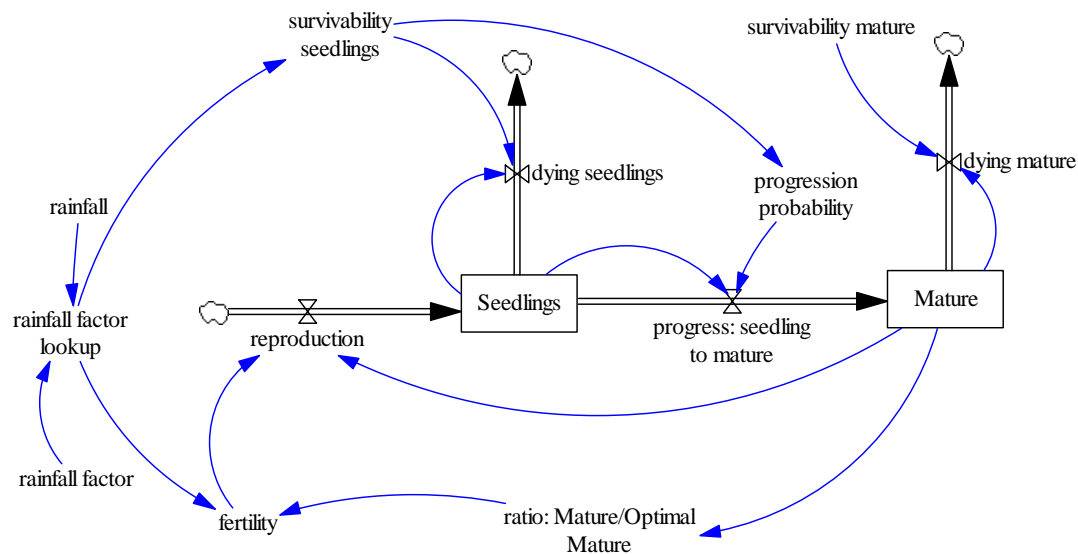 survivability
seedlings
survivability mature
dying seedlings
dying mature
progression
probability
rainfall
Seedlings
Mature
rainfall factor
lookup
reproduction
progress: seedling
to mature
rainfall factor
fertility
ratio: Mature/Optimal
Mature